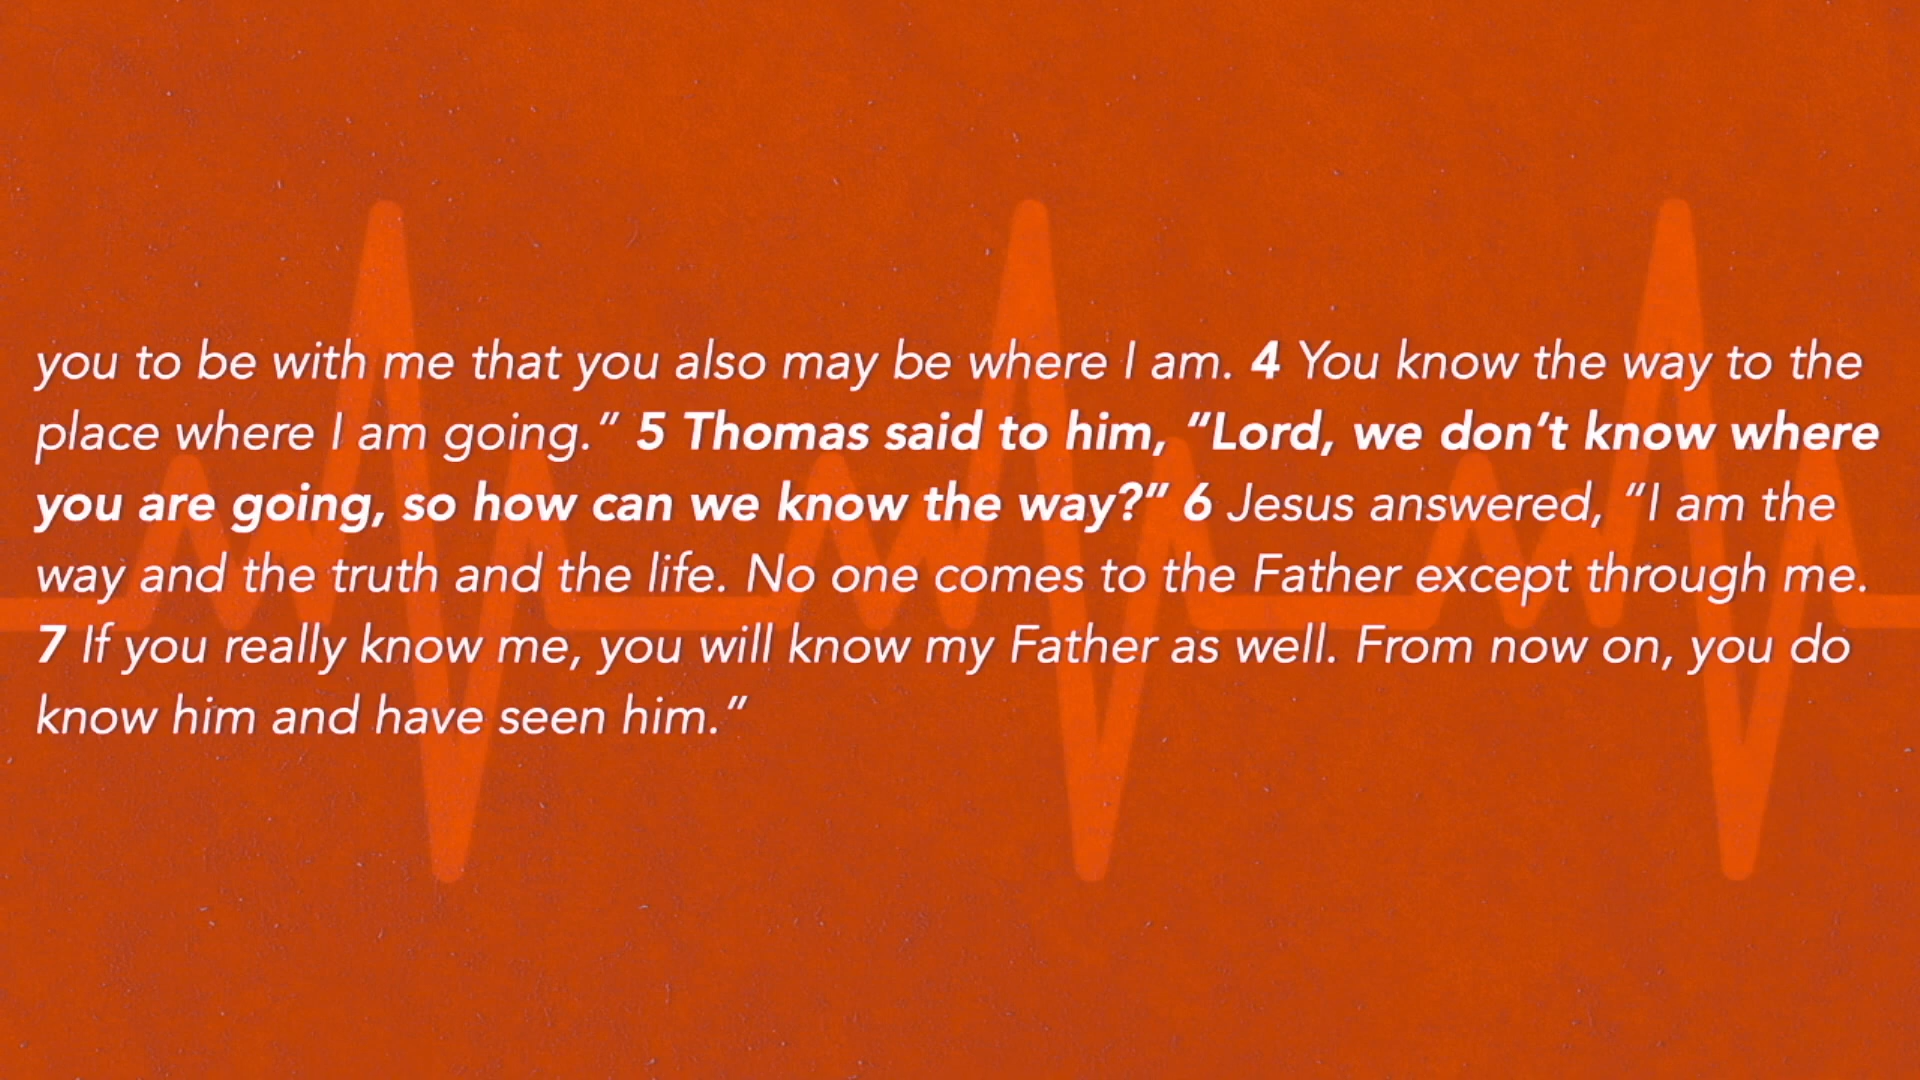 you to be with me that you also may be where I am. 4 You know the way to the
place where I am going.” 5 Thomas said to him, “Lord, we don’t know where
you are going, so how can we know the way?” 6 Jesus answered, “I am the
way and the truth and the life. No one comes to the Father except through me.
7 If you really know me, you will know my Father as well. From now on, you do
know him and have seen him.”